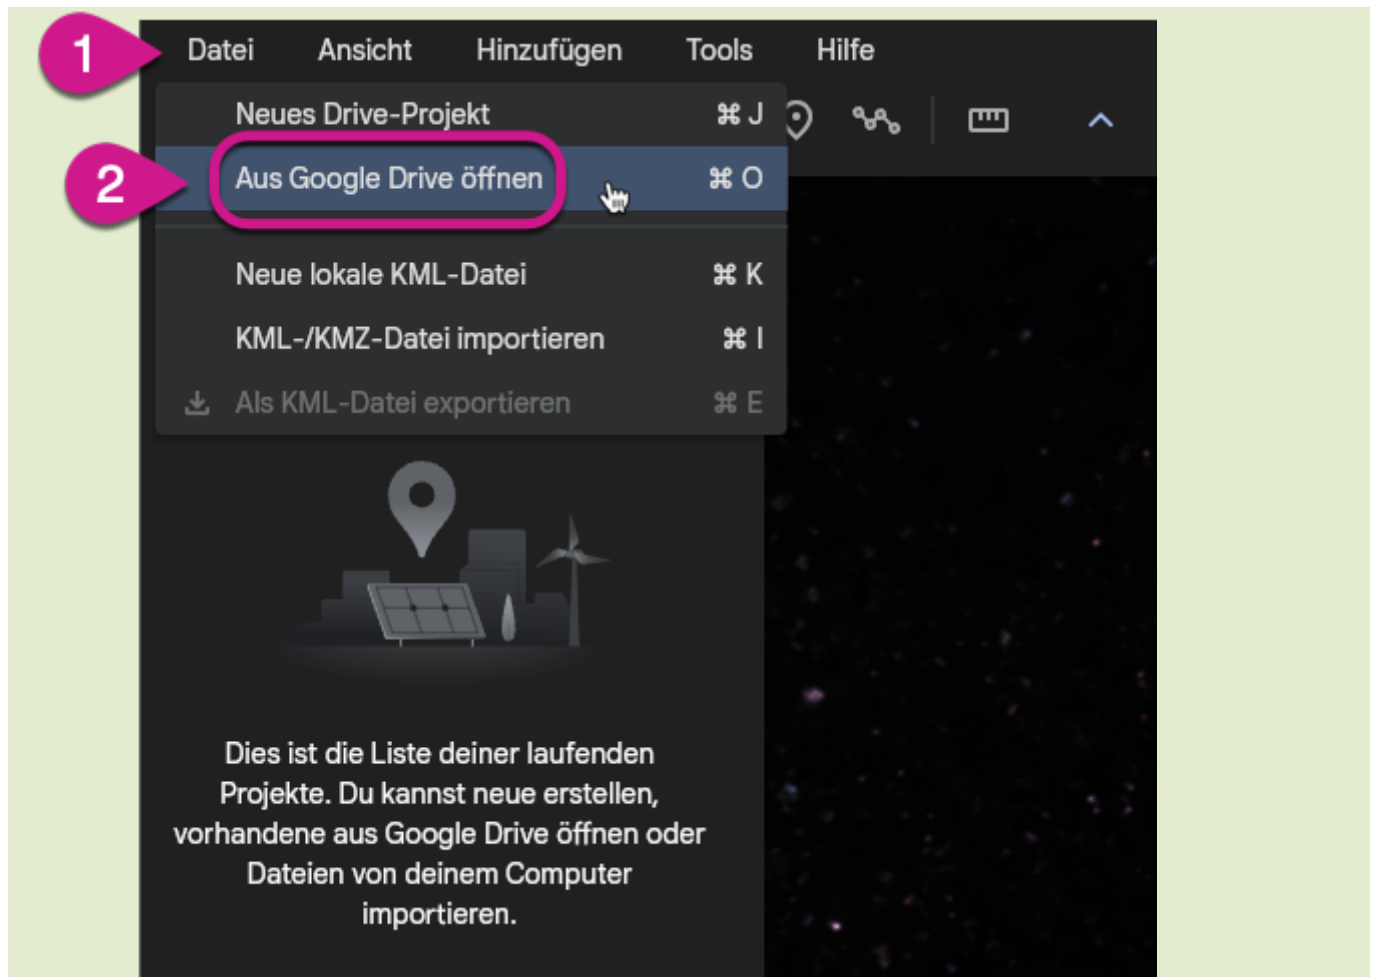 1 Datei Ansicht Hinzufügen Tools Hilfe
Neues Drive-Projekt ⌘ J
2 Aus Google Drive öffnen ⌘ O
Neue lokale KML-Datei ⌘ K
KML-/KMZ-Datei importieren ⌘ I
Als KML-Datei exportieren ⌘ E
Dies ist die Liste deiner laufenden
Projekte. Du kannst neue erstellen,
vorhandene aus Google Drive öffnen oder
Dateien von deinem Computer
importieren.